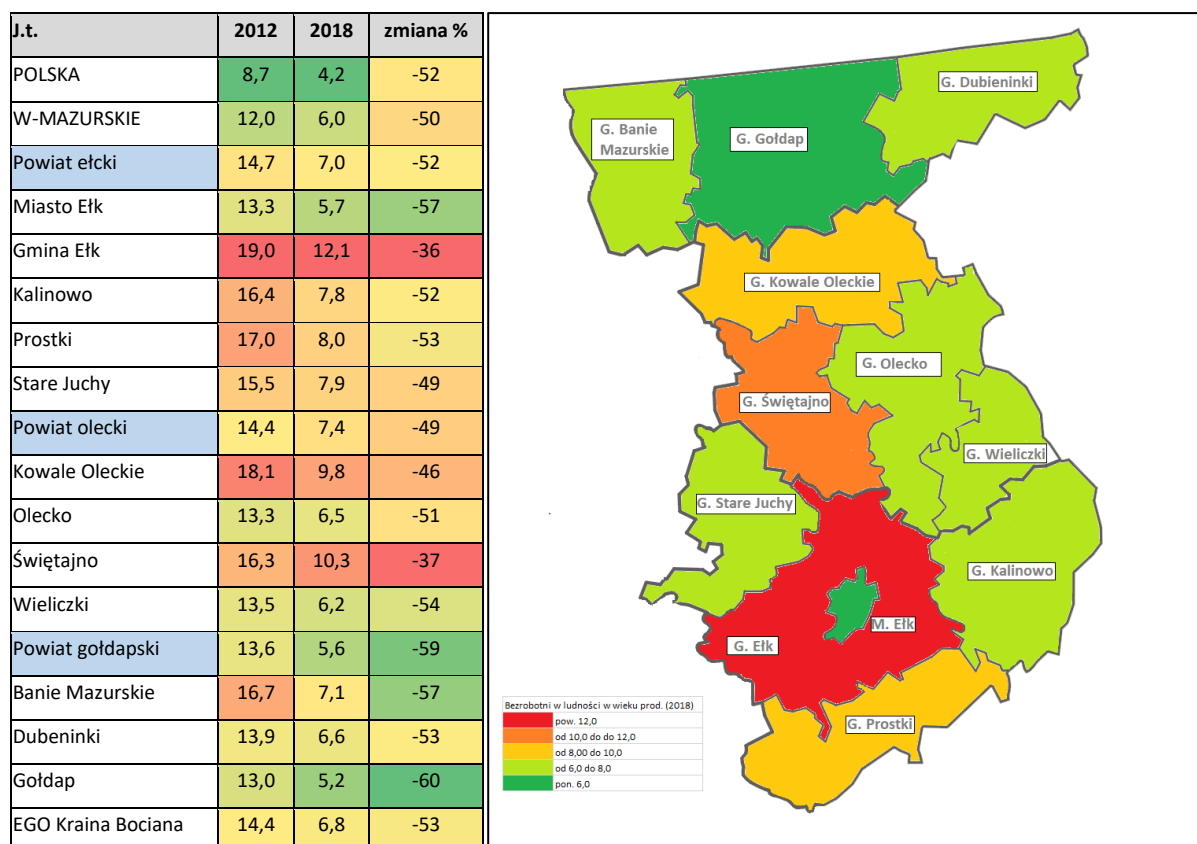 J.t. 2012 2018 zmiana %
POLSKA 8,7 4,2 -52
W-MAZURSKIE 12,0 6,0 -50
Powiat ełcki 14,7 7,0 -52
Miasto Ełk 13,3 5,7 -57
Gmina Ełk 19,0 12,1 -36
Kalinowo 16,4 7,8 -52
Prostki 17,0 8,0 -53
Stare Juchy 15,5 7,9 -49
Powiat olecki 14,4 7,4 -49
Kowale Oleckie 18,1 9,8 -46
Olecko 13,3 6,5 -51
Świętajno 16,3 10,3 -37
Wieliczki 13,5 6,2 -54
Powiat gołdapski 13,6 5,6 -59
Banie Mazurskie 16,7 7,1 -57
Dubeninki 13,9 6,6 -53
Gołdap 13,0 5,2 -60
EGO Kraina Bociana 14,4 6,8 -53
G. Dubieninki
G. Banie
Mazurskie
G. Gołdap
G. Kowale Oleckie
G. Olecko
G. Świętajno
G. Wieliczki
G. Stare Juchy
G. Kalinowo
M. Ełk
G. Ełk
G. Prostki
Bezrobotni w ludności w wieku prod. (2018)
pow. 12,0
od 10,0 do do 12,0
od 8,00 do 10,0
od 6,0 do 8,0
pon. 6,0